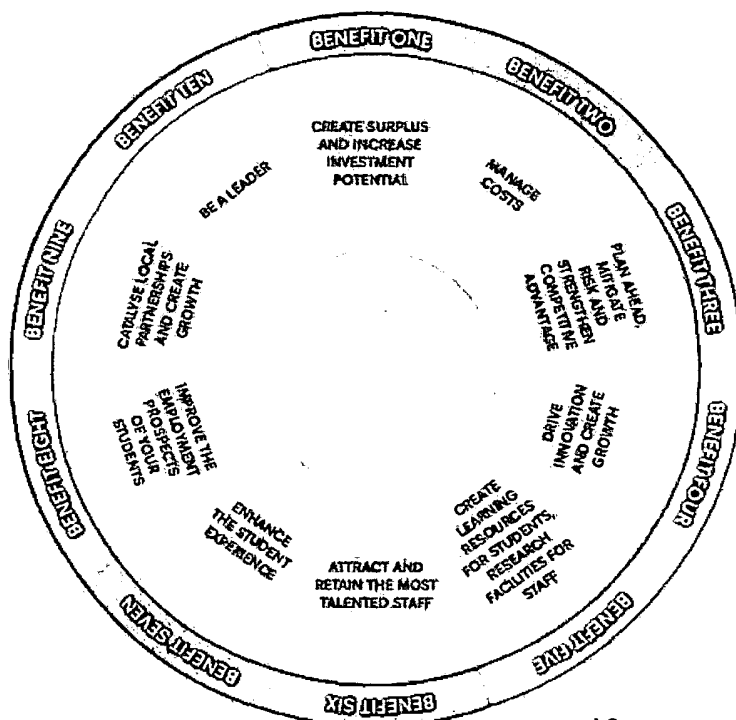 BENEFIT ONE
CREATE SURPLUS
AND INCREASE
INVESTMENT
POTENTIAL
BENEFIT TWO
MANAGE
COSTS
BENEFIT THREE
PLAN AHEAD,
MITIGATE
RISK AND
STRENGTHEN
COMPETITIVE
ADVANTAGE
BENEFIT FOUR
DRIVE
INNOVATION
AND CREATE
GROWTH
BENEFIT FIVE
CREATE
LEARNING
RESOURCES
FOR STUDENTS,
RESEARCH
FACILITIES FOR
STAFF
BENEFIT SIX
ATTRACT AND
RETAIN THE MOST
TALENTED STAFF
BENEFIT SEVEN
ENHANCE
THE STUDENT
EXPERIENCE
BENEFIT EIGHT
IMPROVE THE
EMPLOYMENT
PROSPECTS
OF YOUR
STUDENTS
BENEFIT NINE
CATALYSE LOCAL
PARTNERSHIPS
AND CREATE
GROWTH
BENEFIT TEN
BE A LEADER